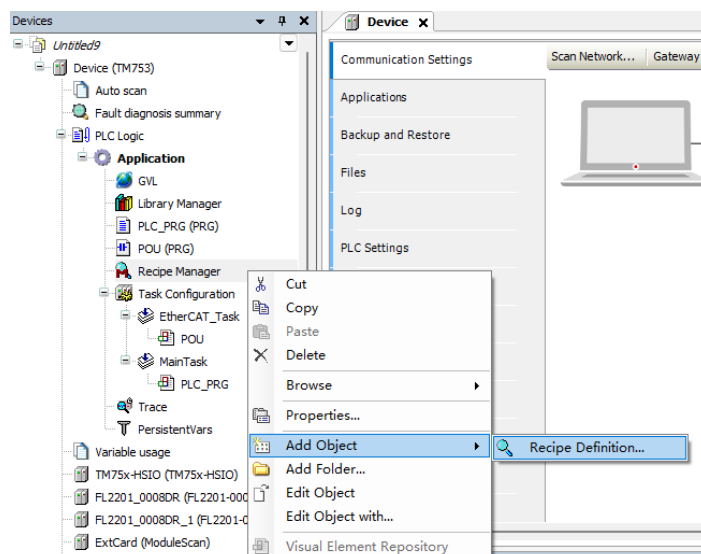 Devices
Untitled9
Device (TM753)
Auto scan
Fault diagnosis summary
PLC Logic
Application
GVL
Library Manager
PLC_PRG (PRG)
POU (PRG)
Recipe Manager
Task Configuration
EtherCAT_Task
POU
MainTask
PLC_PRG
Trace
PersistentVars
Variable usage
TM75x-HSIO (TM75x-HSIO)
FL2201_0008DR (FL2201-000
FL2201_0008DR_1 (FL2201-0
ExtCard (ModuleScan)
Device
Communication Settings
Applications
Backup and Restore
Files
Log
PLC Settings
Scan Network...
Gateway
Cut
Copy
Paste
Delete
Browse
Properties...
Add Object
Add Folder...
Edit Object
Edit Object with...
Visual Element Repository
Recipe Definition...